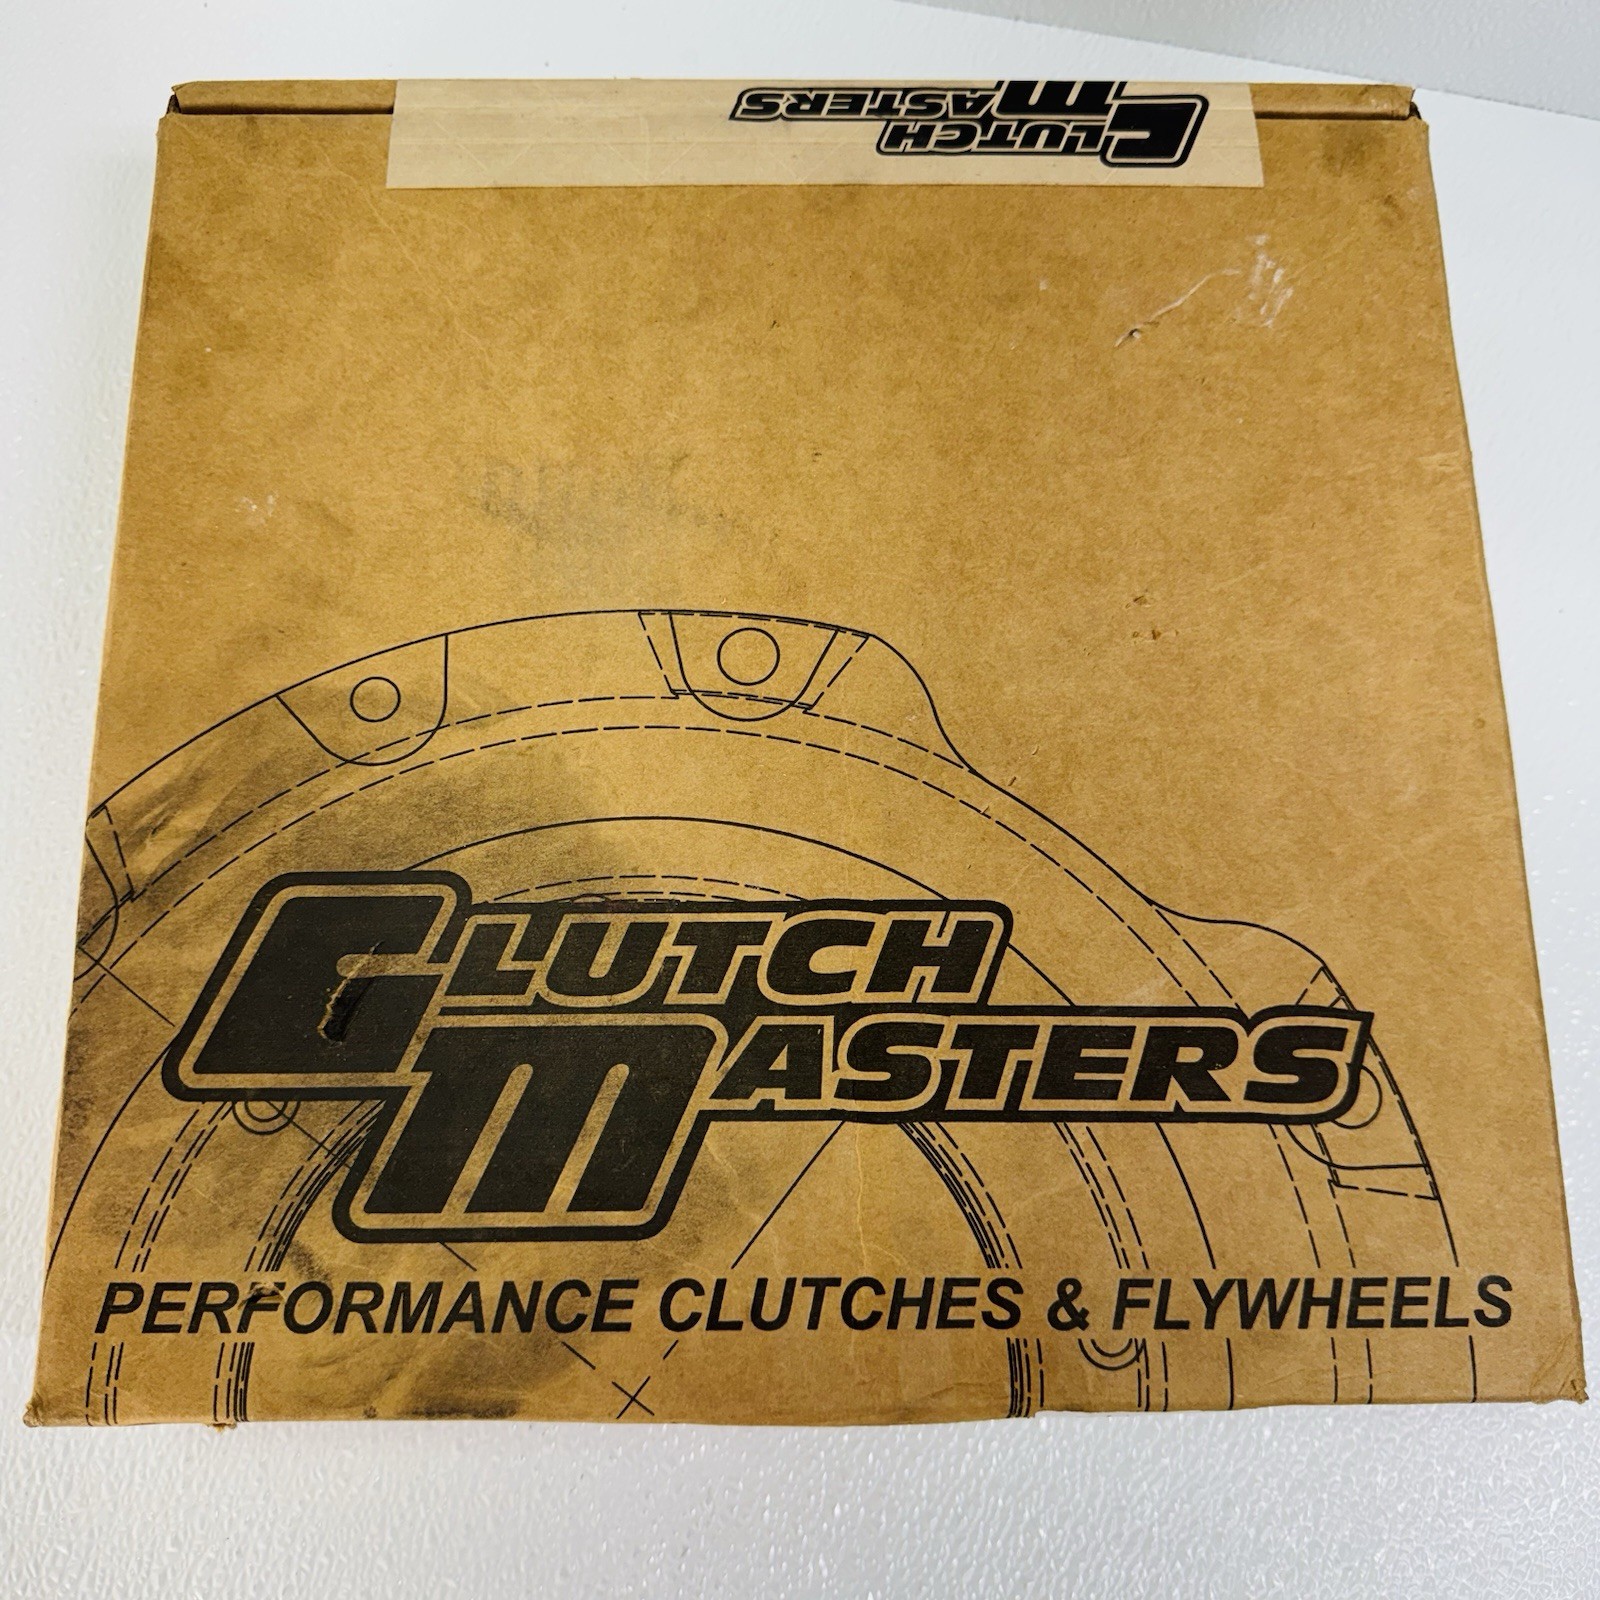 CLUTCH
MASTERS
CLUTCH
MASTERS
PERFORMANCE CLUTCHES & FLYWHEELS